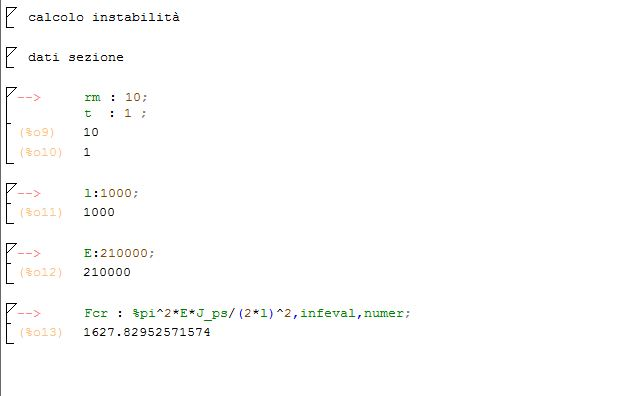 calcolo instabilità
dati sezione
--> rm : 10;
t : 1 ;
(%o9) 10
(%o10) 1
--> l:1000;
(%o11) 1000
--> E:210000;
(%o12) 210000
--> Fcr : %pi^2*E*J_ps/(2*l)^2,infeval,numer;
(%o13) 1627.82952571574